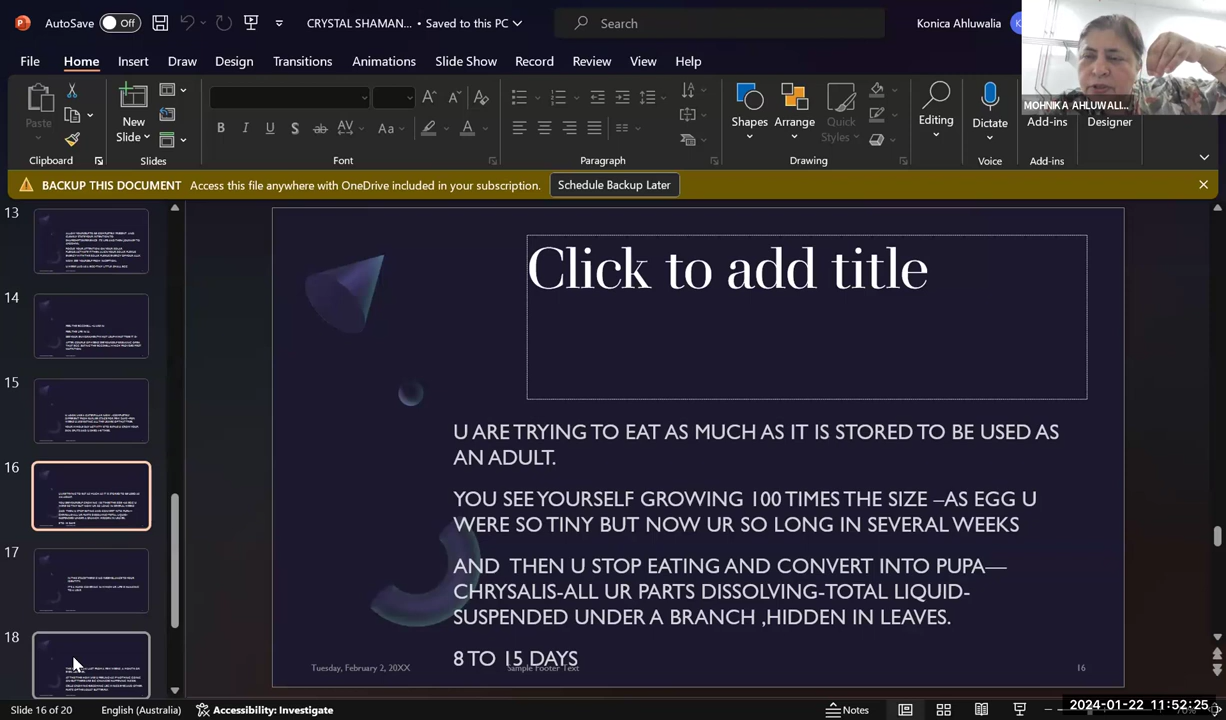 AutoSave Off CRYSTAL SHAMAN... • Saved to this PC Search Konica Ahluwalia
File Home Insert Draw Design Transitions Animations Slide Show Record Review View Help
MOHNIKA AHLUWALI...
Paste New Slide B I U S ab AV Aa A Shapes Arrange Quick Styles Editing Dictate Add-ins Designer
Clipboard Slides Font Paragraph Drawing Voice Add-ins
BACKUP THIS DOCUMENT Access this file anywhere with OneDrive included in your subscription. Schedule Backup Later
13
14
15
16
17
18
Click to add title
U ARE TRYING TO EAT AS MUCH AS IT IS STORED TO BE USED AS
AN ADULT.
YOU SEE YOURSELF GROWING 100 TIMES THE SIZE –AS EGG U
WERE SO TINY BUT NOW UR SO LONG IN SEVERAL WEEKS
AND THEN U STOP EATING AND CONVERT INTO PUPA—
CHRYSALIS-ALL UR PARTS DISSOLVING-TOTAL LIQUID-
SUSPENDED UNDER A BRANCH ,HIDDEN IN LEAVES.
8 TO 15 DAYS
Tuesday, February 2, 20XX Sample Footer Text 16
Slide 16 of 20 English (Australia) Accessibility: Investigate Notes
2024-01-22 11:52:25